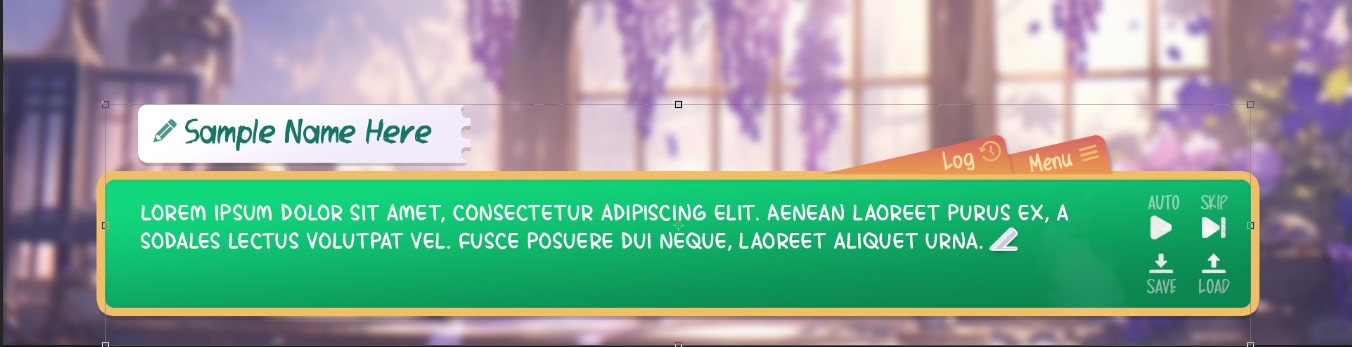 Sample Name Here
Log
Menu
LOREM IPSUM DOLOR SIT AMET, CONSECTETUR ADIPISCING ELIT. AENEAN LAOREET PURUS EX, A
SODALES LECTUS VOLUTPAT VEL. FUSCE POSUERE DUI NEQUE, LAOREET ALIQUET URNA.
AUTO SKIP
SAVE LOAD